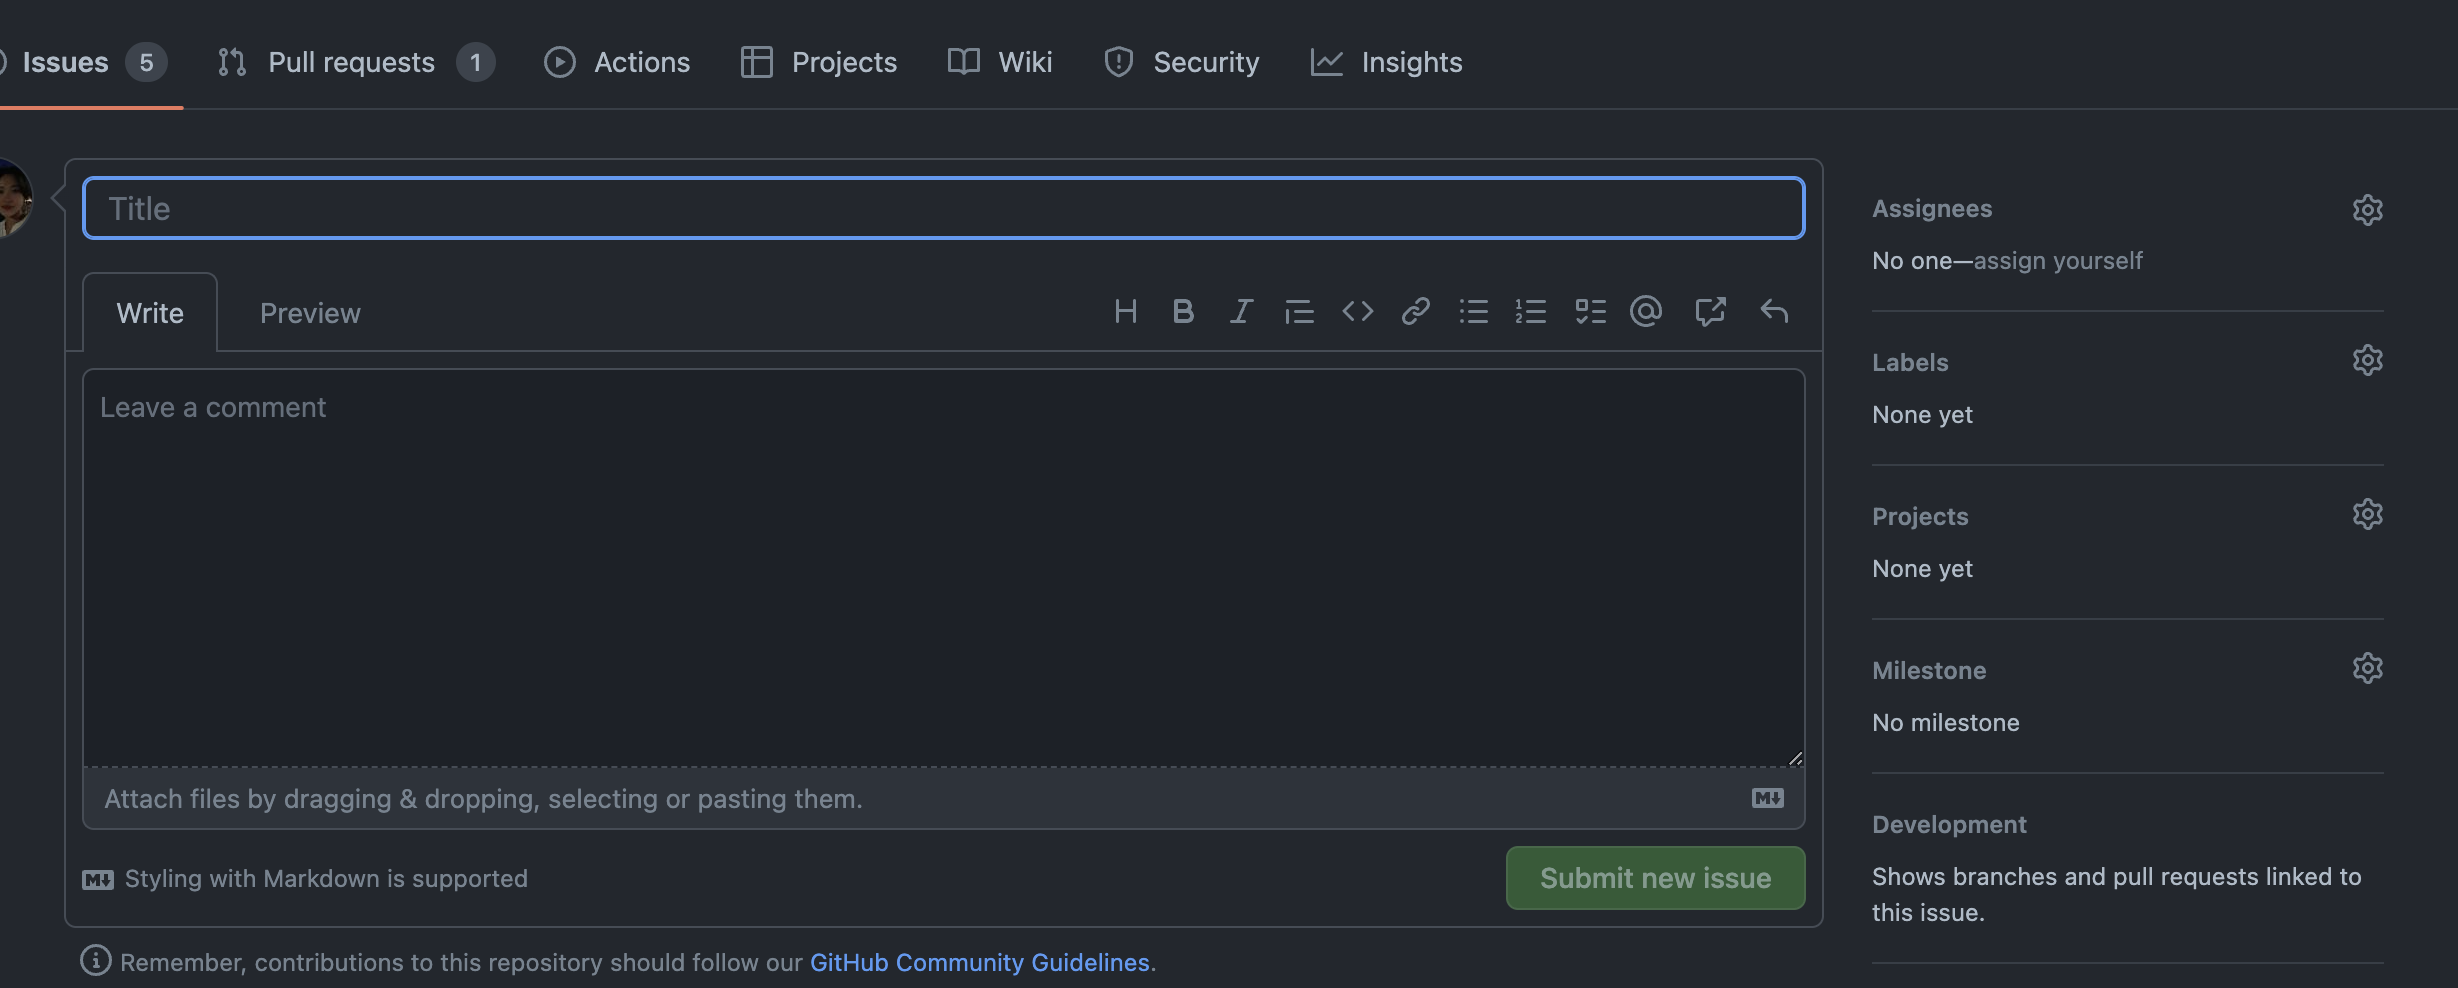 Issues 5 Pull requests 1 Actions Projects Wiki Security Insights
Title
Write Preview
Leave a comment
Attach files by dragging & dropping, selecting or pasting them.
Styling with Markdown is supported
Submit new issue
Remember, contributions to this repository should follow our GitHub Community Guidelines.
Assignees
No one—assign yourself
Labels
None yet
Projects
None yet
Milestone
No milestone
Development
Shows branches and pull requests linked to
this issue.